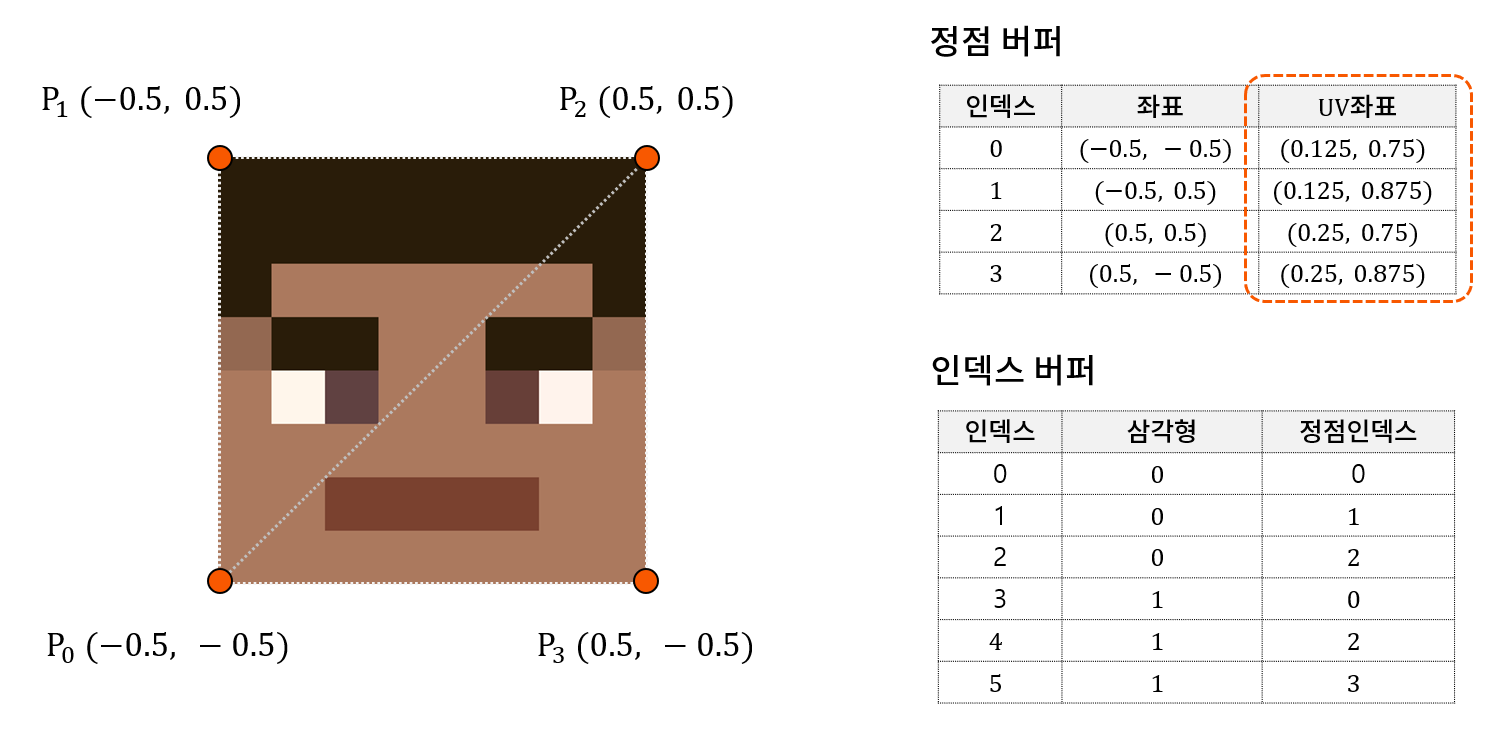 정점 버퍼
P1 (−0.5, 0.5)
P2 (0.5, 0.5)
인덱스 좌표 UV좌표
0 (−0.5, −0.5) (0.125, 0.75)
1 (−0.5, 0.5) (0.125, 0.875)
2 (0.5, 0.5) (0.25, 0.75)
3 (0.5, −0.5) (0.25, 0.875)
인덱스 버퍼
인덱스 삼각형 정점인덱스
0 0 0
1 0 1
2 0 2
3 1 0
4 1 2
5 1 3
P0 (−0.5, −0.5)
P3 (0.5, −0.5)